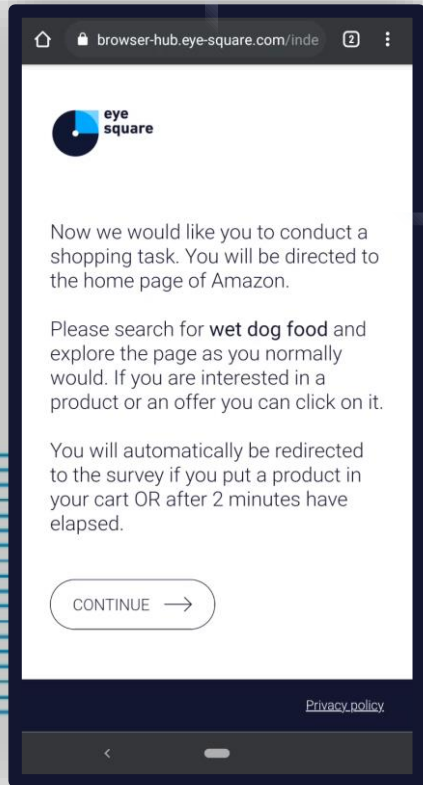 browser-hub.eye-square.com/inde
2
eye
square
Now we would like you to conduct a
shopping task. You will be directed to
the home page of Amazon.
Please search for wet dog food and
explore the page as you normally
would. If you are interested in a
product or an offer you can click on it.
You will automatically be redirected
to the survey if you put a product in
your cart OR after 2 minutes have
elapsed.
CONTINUE
Privacy policy